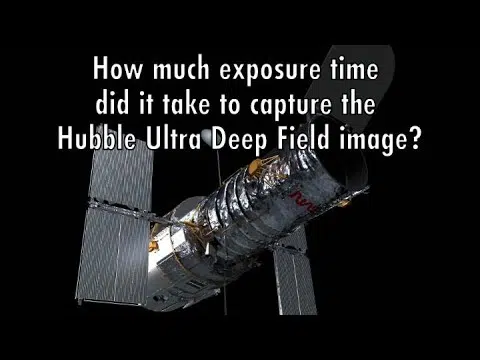 How much exposure time
did it take to capture the
Hubble Ultra Deep Field image?